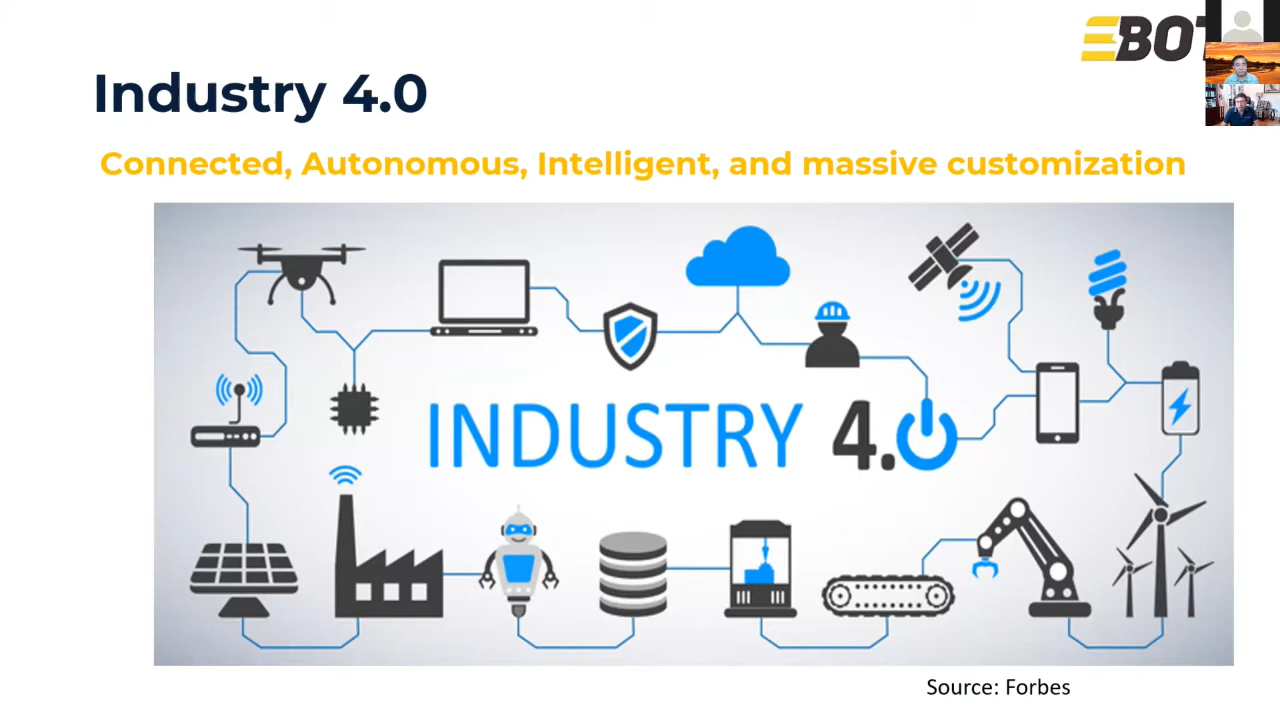 EBOT
Industry 4.0
Connected, Autonomous, Intelligent, and massive customization
INDUSTRY 4.0
Source: Forbes